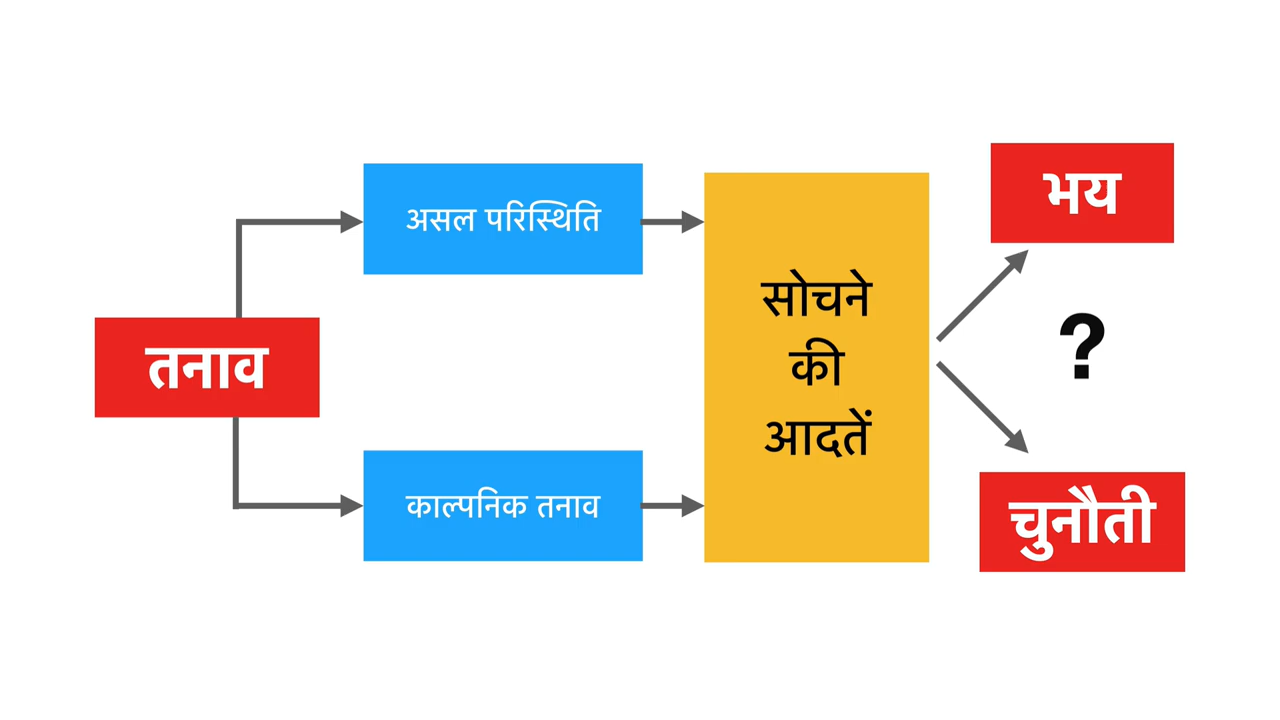 तनाव
असल परिस्थिति
काल्पनिक तनाव
सोचने
की
आदतें
भय
?
चुनौती